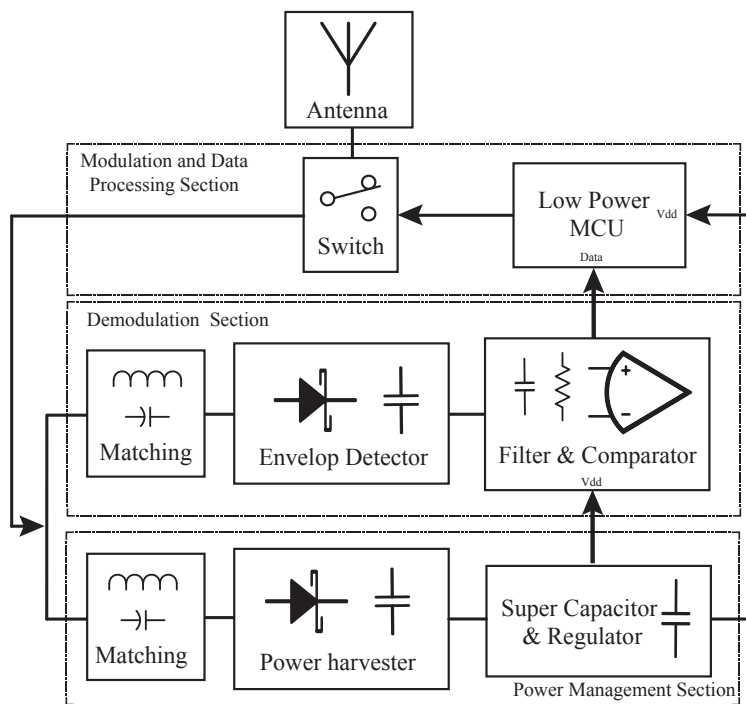 Antenna
Modulation and Data
Processing Section
Switch
Low Power
MCU
Vdd
Data
Demodulation Section
Matching
Envelop Detector
+
−
Filter & Comparator
Vdd
Matching
Power harvester
Super Capacitor
& Regulator
Power Management Section